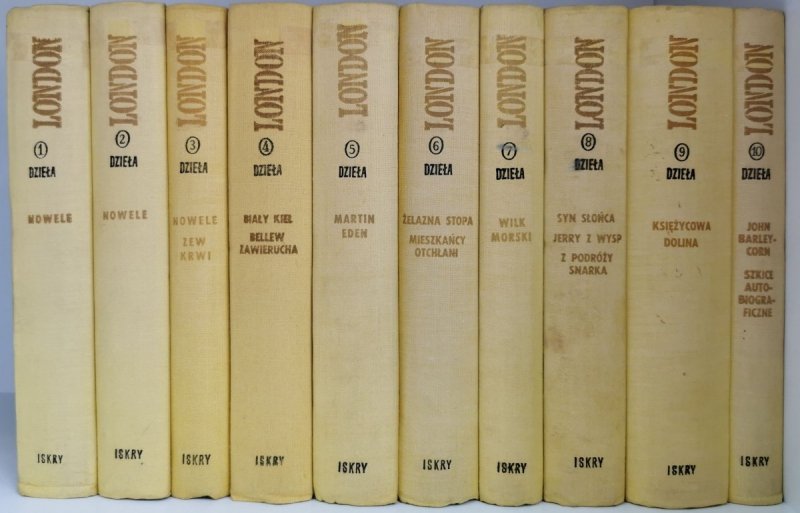 LONDON
1
DZIEŁA
NOWELE
ISKRY
LONDON
2
DZIEŁA
NOWELE
ISKRY
LONDON
3
DZIEŁA
NOWELE
ZEW
KRWI
ISKRY
LONDON
4
DZIEŁA
BIAŁY KIEŁ
BELLEW
ZAWIERUCHA
ISKRY
LONDON
5
DZIEŁA
MARTIN
EDEN
ISKRY
LONDON
6
DZIEŁA
ŻELAZNA STOPA
MIESZKAŃCY
OTCHŁANI
ISKRY
LONDON
7
DZIEŁA
WILK
MORSKI
ISKRY
LONDON
8
DZIEŁA
SYN SŁOŃCA
JERRY Z WYSP
Z PODRÓŻY
SNARKA
ISKRY
LONDON
9
DZIEŁA
KSIĘŻYCOWA
DOLINA
ISKRY
LONDON
10
DZIEŁA
JOHN
BARLEY-
CORN
SZKICE
AUTO-
BIOGRA-
FICZNE
ISKRY